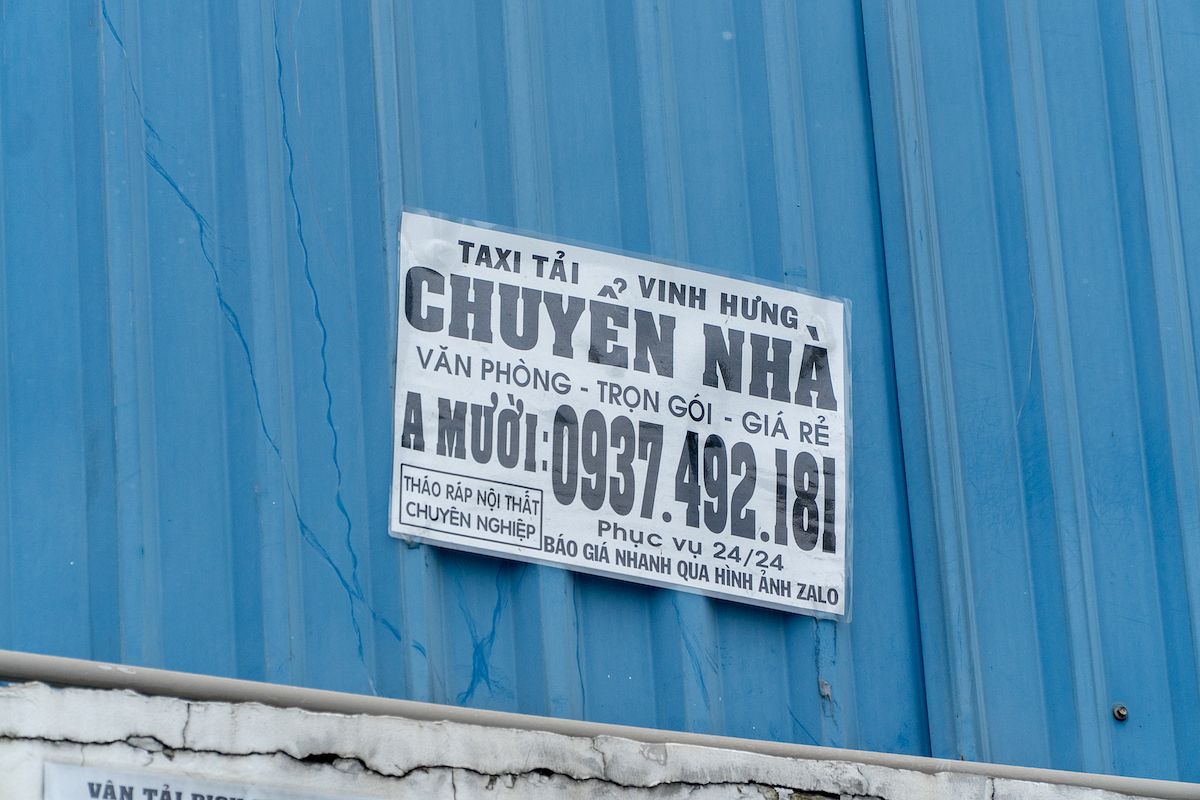 TAXI TẢI VINH HƯNG
CHUYỂN NHÀ
VĂN PHÒNG - TRỌN GÓI - GIÁ RẺ
A MƯỜI: 0937.492.181
THÁO RÁP NỘI THẤT
CHUYÊN NGHIỆP
Phục vụ 24/24
BÁO GIÁ NHANH QUA HÌNH ẢNH ZALO
VẬN TẢI